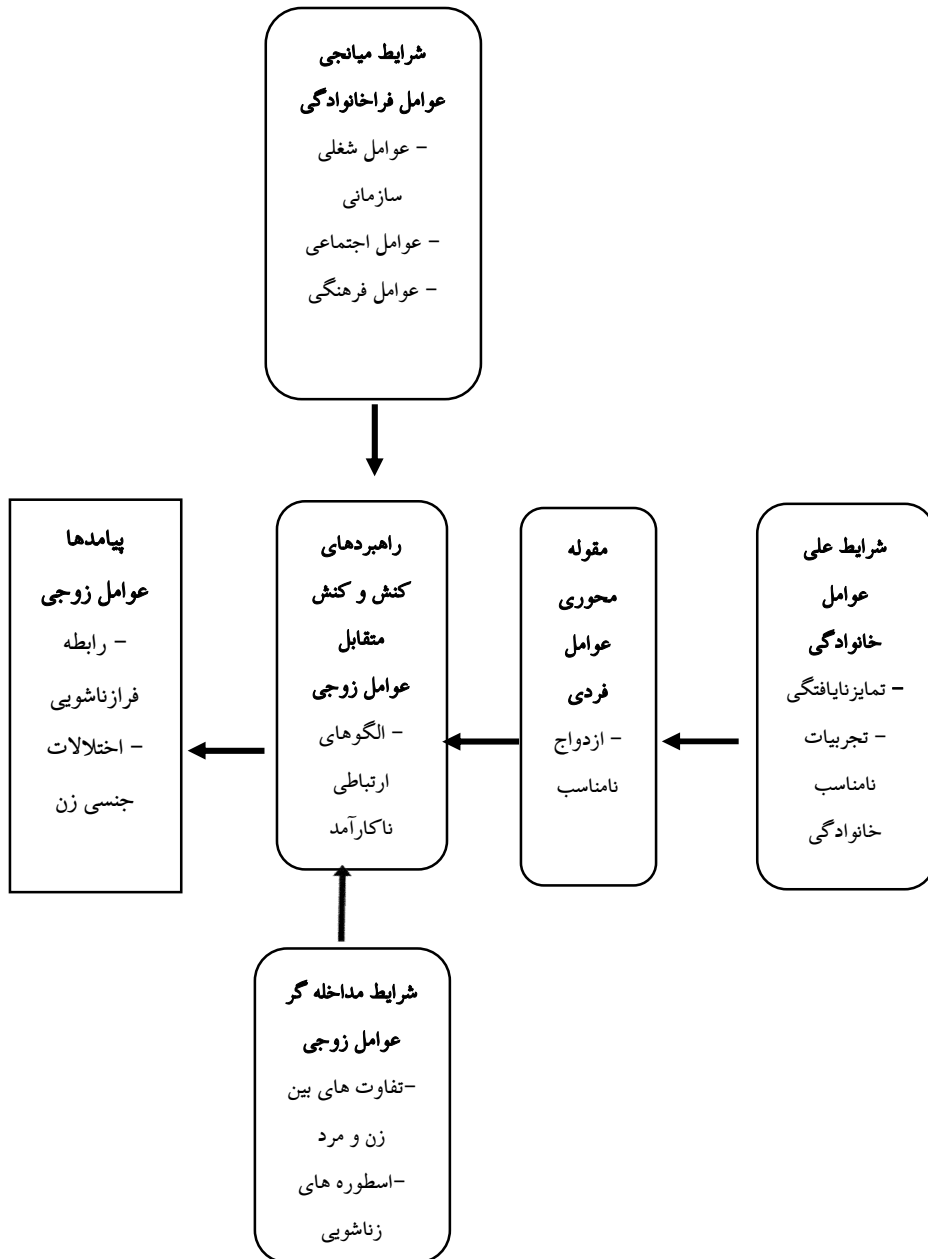 شرایط میانجی
عوامل فراخانوادگی
– عوامل شغلی
سازمانی
– عوامل اجتماعی
– عوامل فرهنگی
شرایط علی
عوامل
خانوادگی
– تمایزنایافتگی
– تجربیات
نامناسب
خانوادگی
مقوله
محوری
عوامل
فردی
– ازدواج
نامناسب
راهبردهای
کنش و کنش
متقابل
عوامل زوجی
– الگوهای
ارتباطی
ناکارآمد
پیامدها
عوامل زوجی
– رابطه
فرازناشویی
– اختلالات
جنسی زن
شرایط مداخله گر
عوامل زوجی
–تفاوت های بین
زن و مرد
–اسطوره های
زناشویی